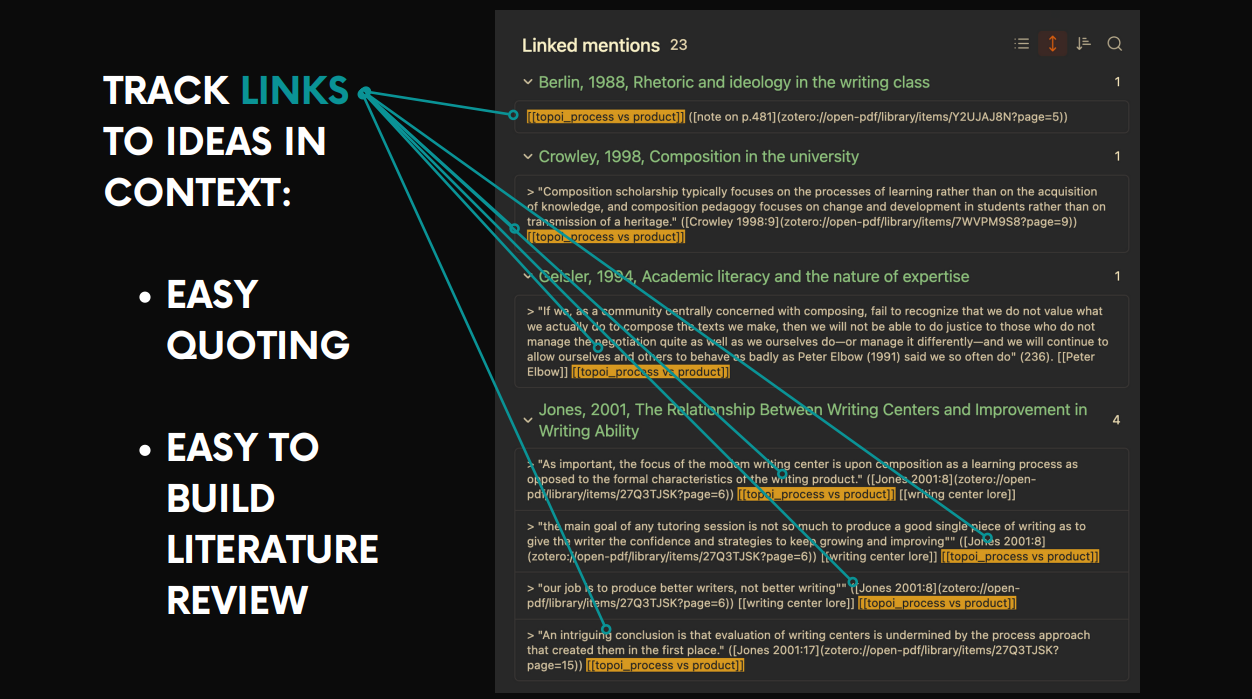 TRACK LINKS
TO IDEAS IN
CONTEXT:
• EASY
QUOTING
• EASY TO
BUILD
LITERATURE
REVIEW
Linked mentions 23
Berlin, 1988, Rhetoric and ideology in the writing class 1
[[topoi_process vs product]] ([note on p.481](zotero://open-pdf/library/items/Y2UJAJ8N?page=5))
Crowley, 1998, Composition in the university 1
> "Composition scholarship typically focuses on the processes of learning rather than on the acquisition
of knowledge, and composition pedagogy focuses on change and development in students rather than on
transmission of a heritage." ([Crowley 1998:9](zotero://open-pdf/library/items/7WVPM9S8?page=9))
[[topoi_process vs product]]
Geisler, 1994, Academic literacy and the nature of expertise 1
> "If we, as a community centrally concerned with composing, fail to recognize that we do not value what
we actually do to compose the texts we make, then we will not be able to do justice to those who do not
manage the negotiation quite as well as we ourselves do—or manage it differently—and we will continue to
allow ourselves and others to behave as badly as Peter Elbow (1991) said we so often do" (236). [[Peter
Elbow]] [[topoi_process vs product]]
Jones, 2001, The Relationship Between Writing Centers and Improvement in
Writing Ability 4
> "As important, the focus of the modem writing center is upon composition as a learning process as
opposed to the formal characteristics of the writing product." ([Jones 2001:8](zotero://open-
pdf/library/items/27Q3TJSK?page=6)) [[topoi_process vs product]] [[writing center lore]]
> "the main goal of any tutoring session is not so much to produce a good single piece of writing as to
give the writer the confidence and strategies to keep growing and improving"" ([Jones 2001:8]
(zotero://open-pdf/library/items/27Q3TJSK?page=6)) [[writing center lore]] [[topoi_process vs product]]
> "our job is to produce better writers, not better writing"" ([Jones 2001:8](zotero://open-
pdf/library/items/27Q3TJSK?page=6)) [[writing center lore]] [[topoi_process vs product]]
> "An intriguing conclusion is that evaluation of writing centers is undermined by the process approach
that created them in the first place." ([Jones 2001:17](zotero://open-pdf/library/items/27Q3TJSK?
page=15)) [[topoi_process vs product]]